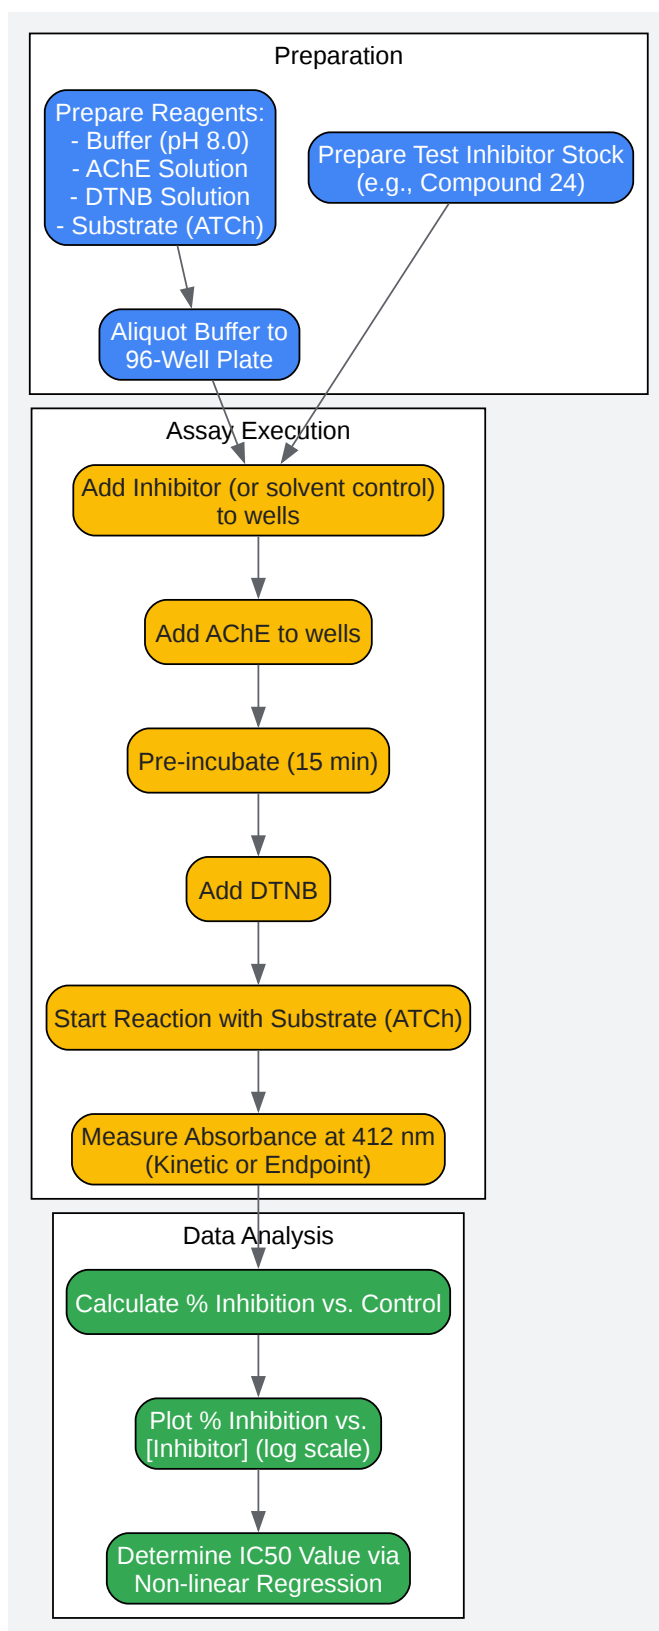 Preparation
Prepare Reagents:
- Buffer (pH 8.0)
- AChE Solution
- DTNB Solution
- Substrate (ATCh)
Prepare Test Inhibitor Stock
(e.g., Compound 24)
Aliquot Buffer to
96-Well Plate
Assay Execution
Add Inhibitor (or solvent control)
to wells
Add AChE to wells
Pre-incubate (15 min)
Add DTNB
Start Reaction with Substrate (ATCh)
Measure Absorbance at 412 nm
(Kinetic or Endpoint)
Data Analysis
Calculate % Inhibition vs. Control
Plot % Inhibition vs.
[Inhibitor] (log scale)
Determine IC50 Value via
Non-linear Regression